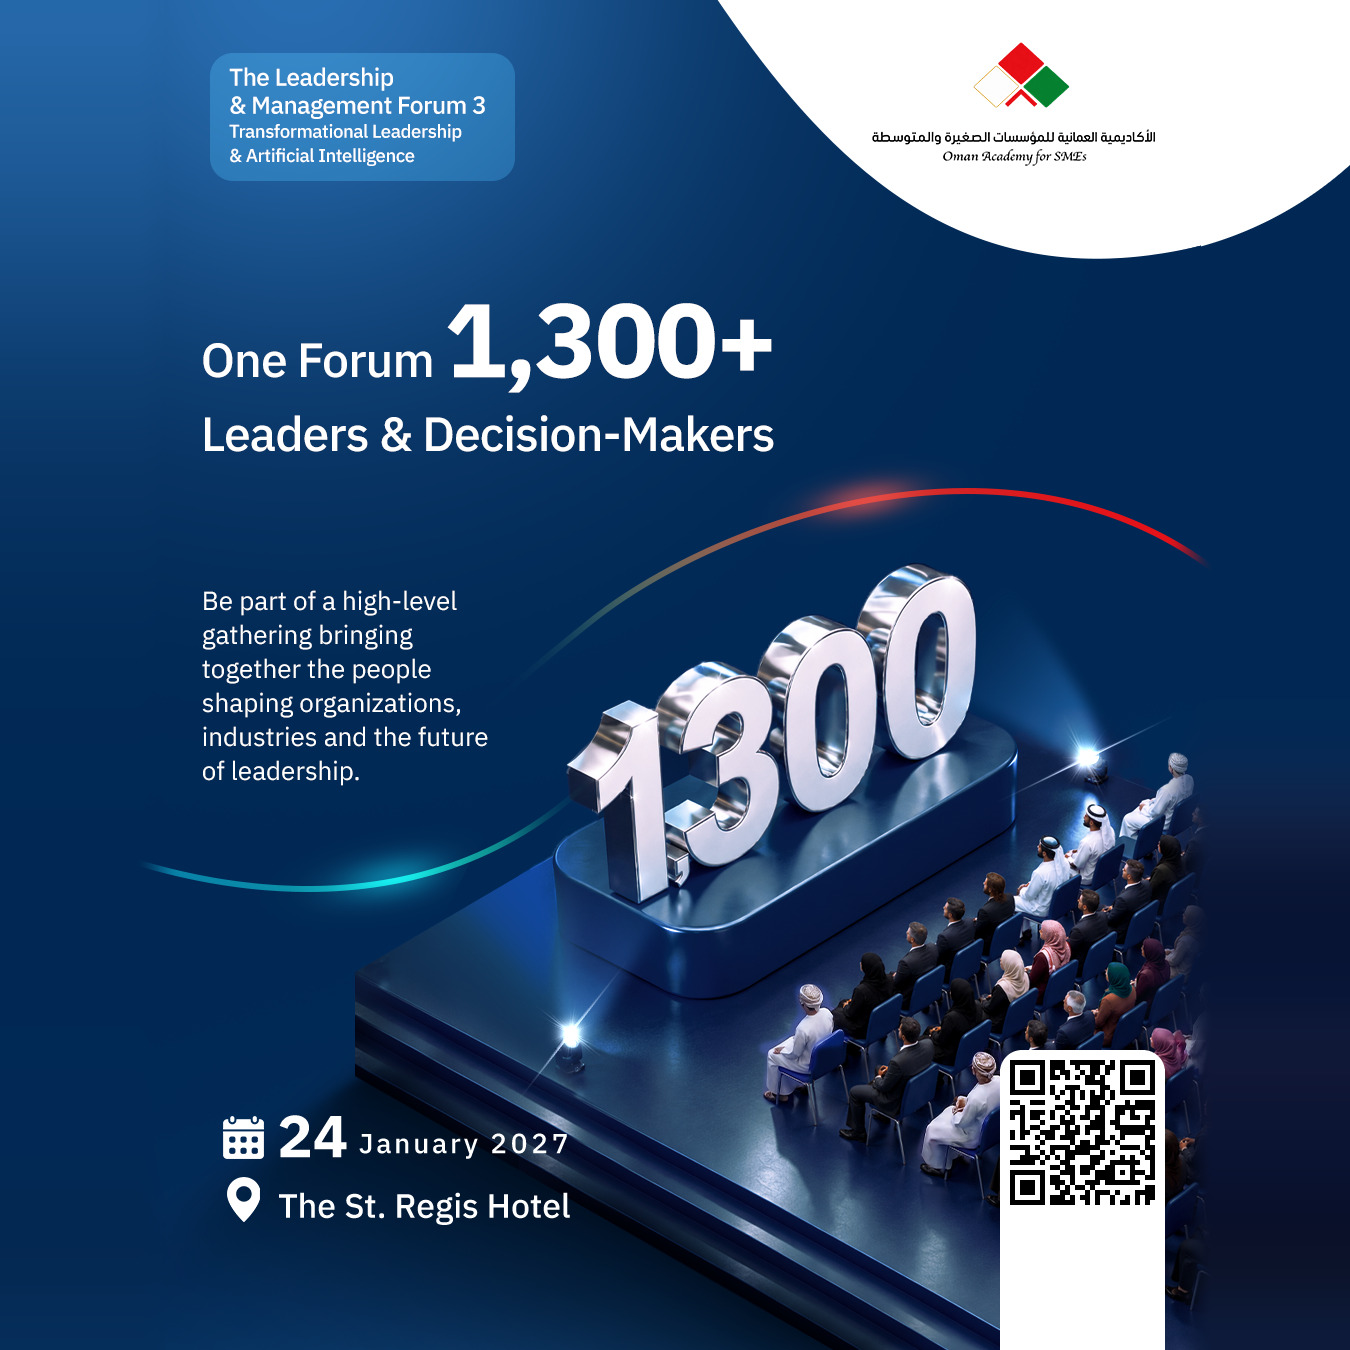 The Leadership
& Management Forum 3
Transformational Leadership
& Artificial Intelligence
الأكاديمية العمانية للمؤسسات الصغيرة والمتوسطة
Oman Academy for SMEs
One Forum 1,300+
Leaders & Decision-Makers
Be part of a high-level
gathering bringing
together the people
shaping organizations,
industries and the future
of leadership.
1,300
24 January 2027
The St. Regis Hotel